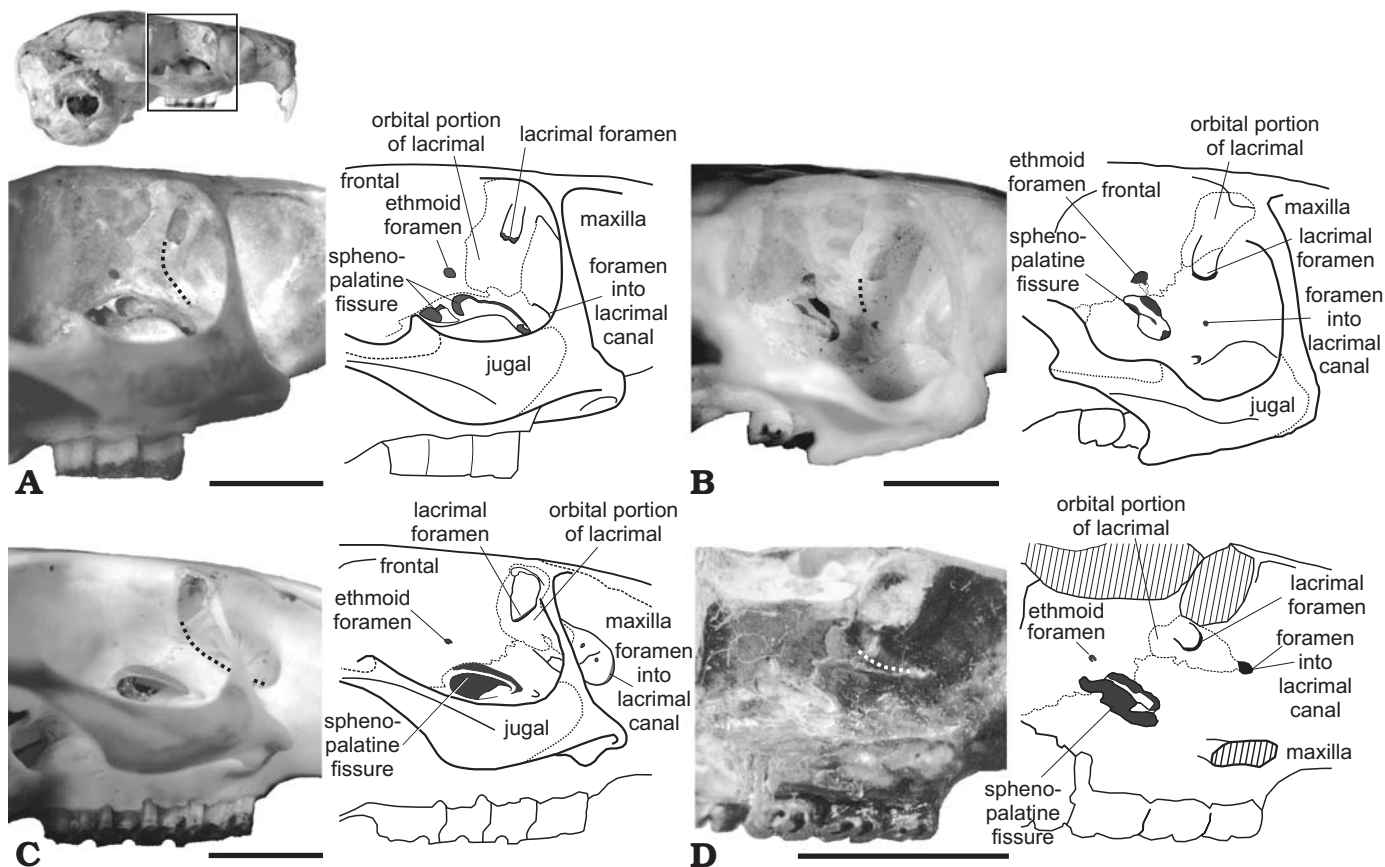 orbital portion
of lacrimal
lacrimal foramen
frontal
ethmoid
foramen
maxilla
spheno-
palatine
fissure
foramen
into
lacrimal
canal
jugal
A
orbital portion
of lacrimal
ethmoid
foramen
frontal
maxilla
spheno-
palatine
fissure
lacrimal
foramen
foramen
into
lacrimal
canal
jugal
B
lacrimal
foramen
orbital portion
of lacrimal
frontal
ethmoid
foramen
maxilla
foramen
into
lacrimal
canal
jugal
spheno-
palatine
fissure
C
orbital portion
of lacrimal
lacrimal
foramen
ethmoid
foramen
foramen
into
lacrimal
canal
maxilla
spheno-
palatine
fissure
D